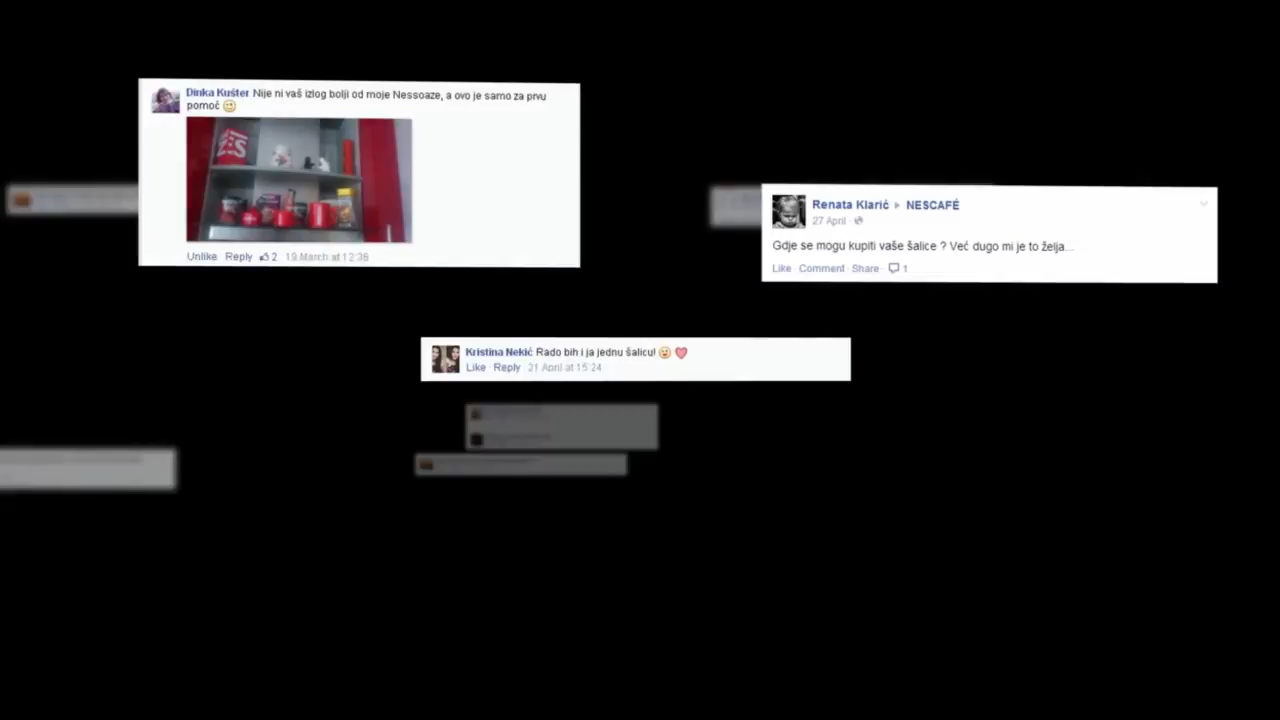 Dinka Kušter Nije ni vaš izlog bolji od moje Nessoaze, a ovo je samo za prvu
pomoć
Unlike Reply 2 19 March at 12:36
Renata Klarić ▸ NESCAFÉ
27 April ·
Gdje se mogu kupiti vaše šalice ? Već dugo mi je to želja...
Like · Comment · Share · 1
Kristina Nekić Rado bih i ja jednu šalicu! 😉 ❤
Like · Reply · 21 April at 15:24